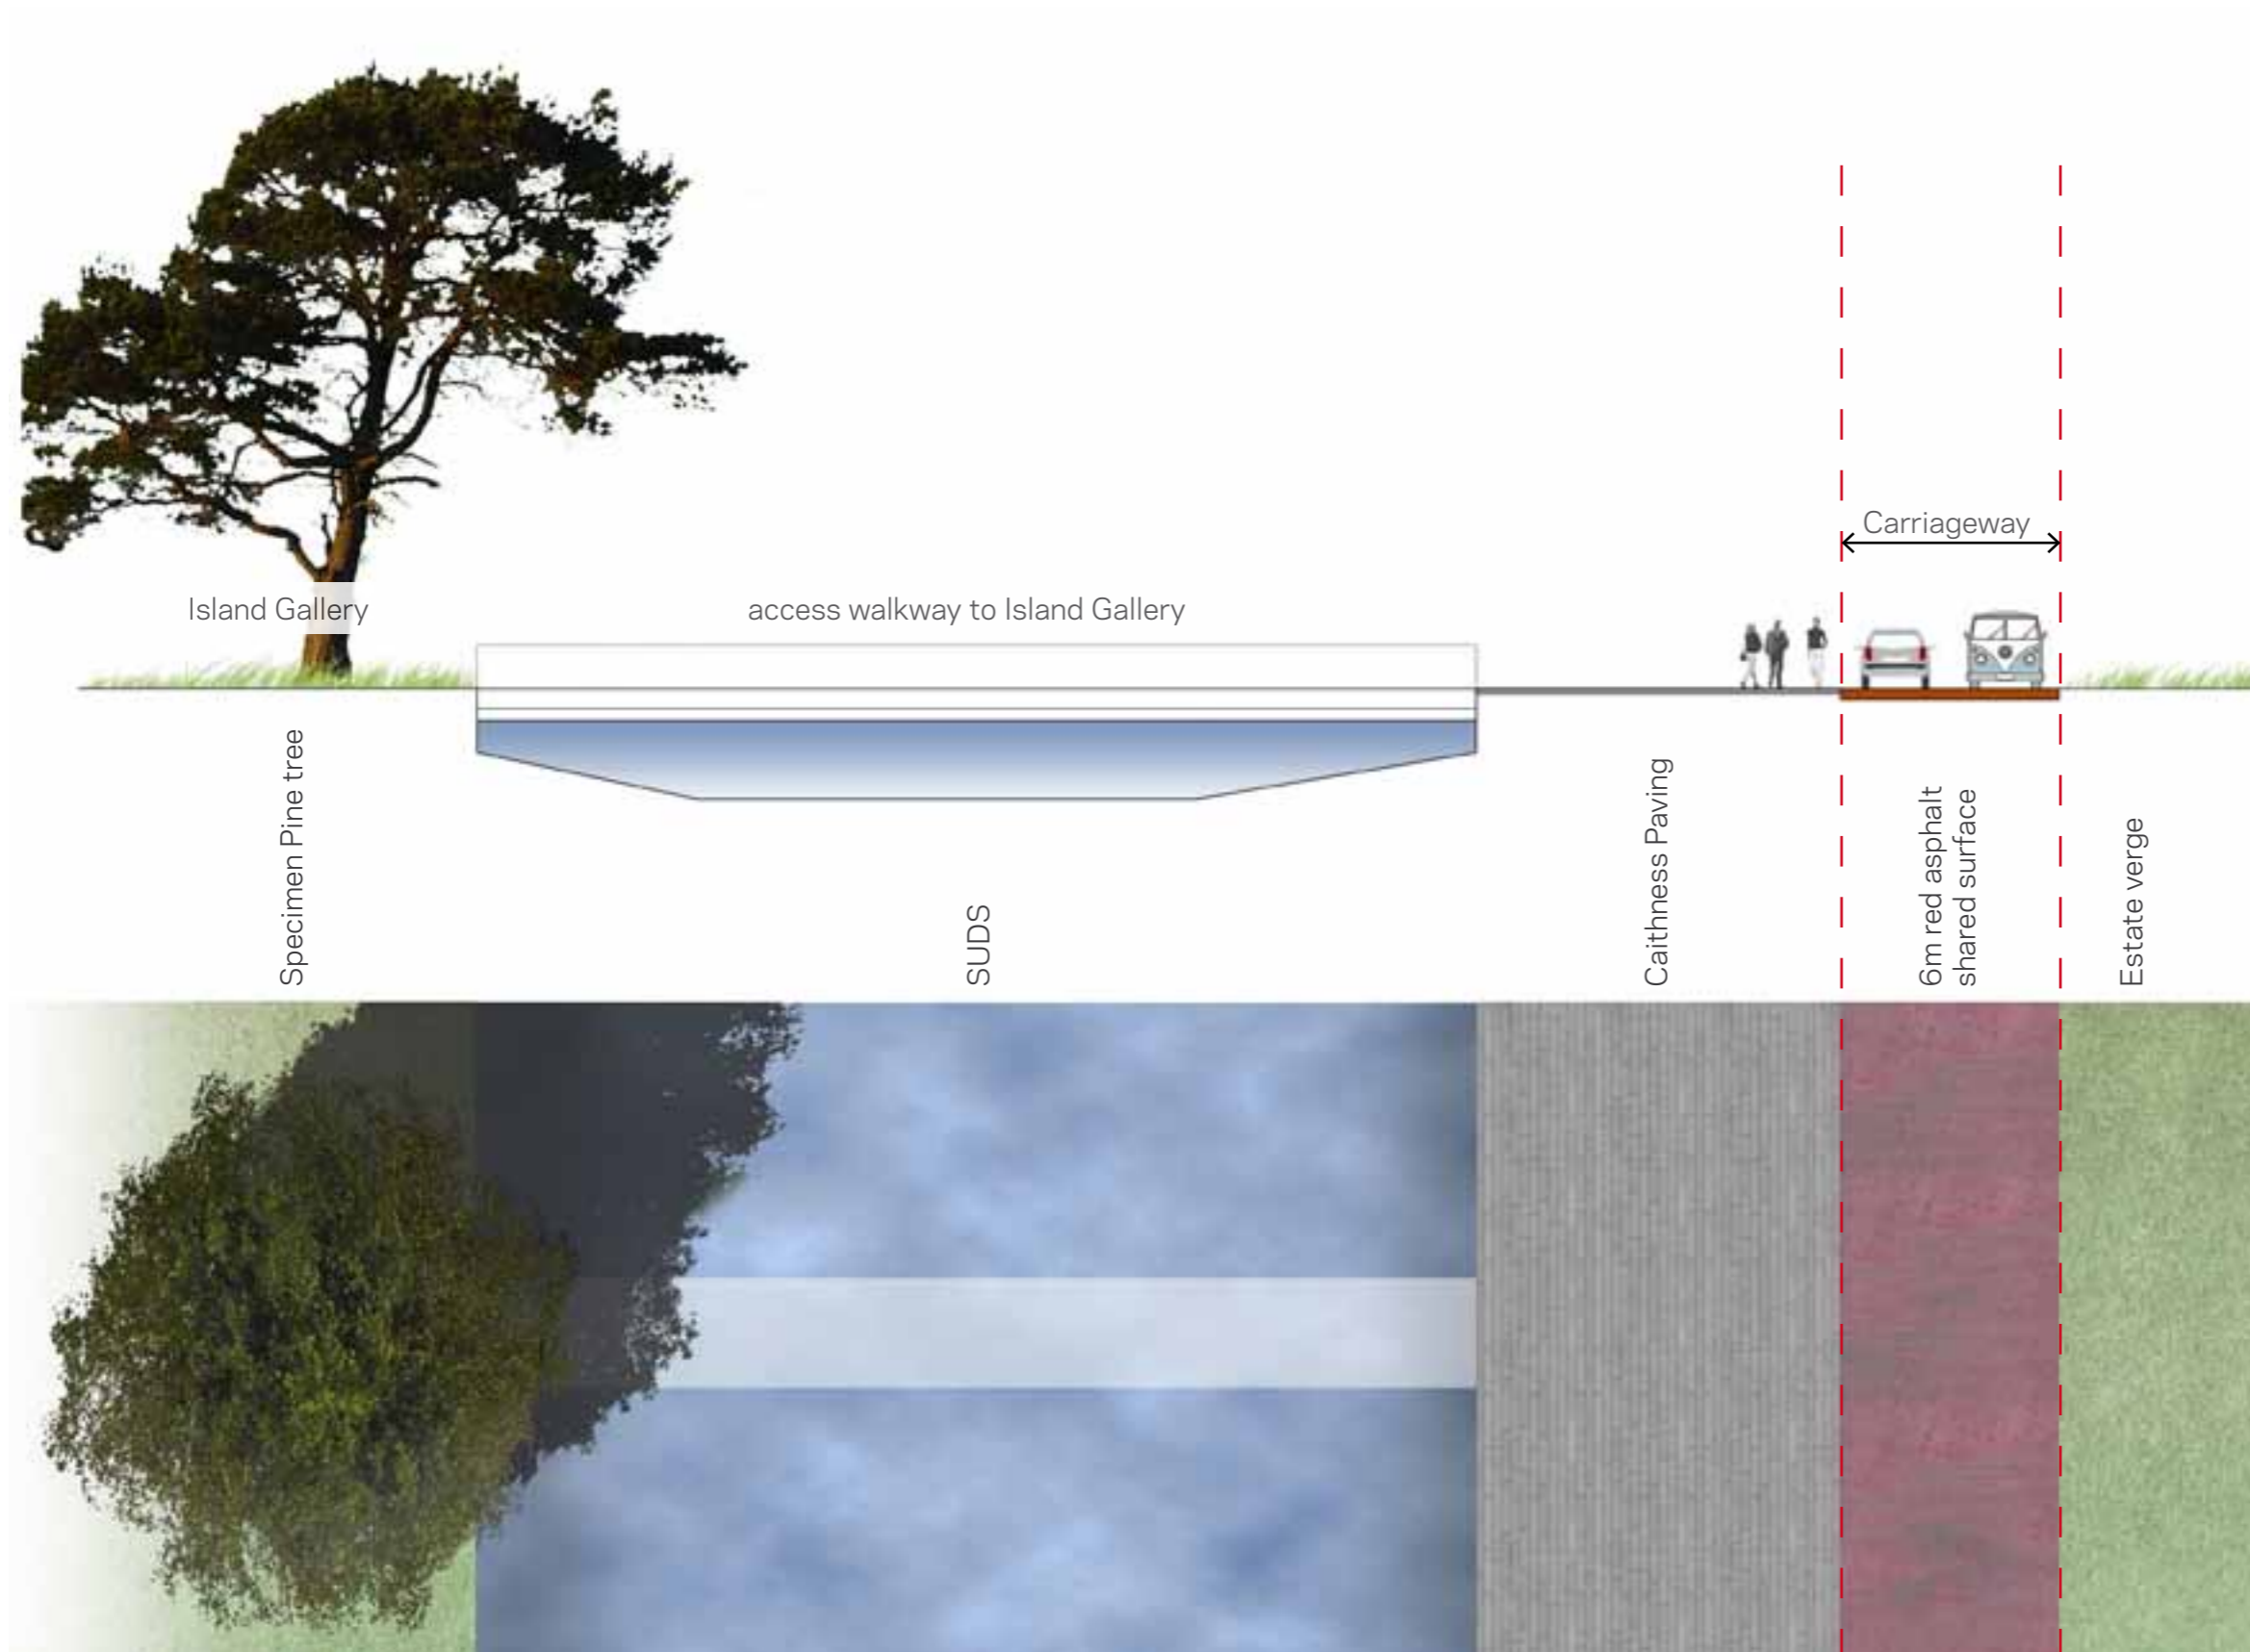 Carriageway
Island Gallery
access walkway to Island Gallery
Specimen Pine tree
SUDS
Caithness Paving
6m red asphalt
shared surface
Estate verge